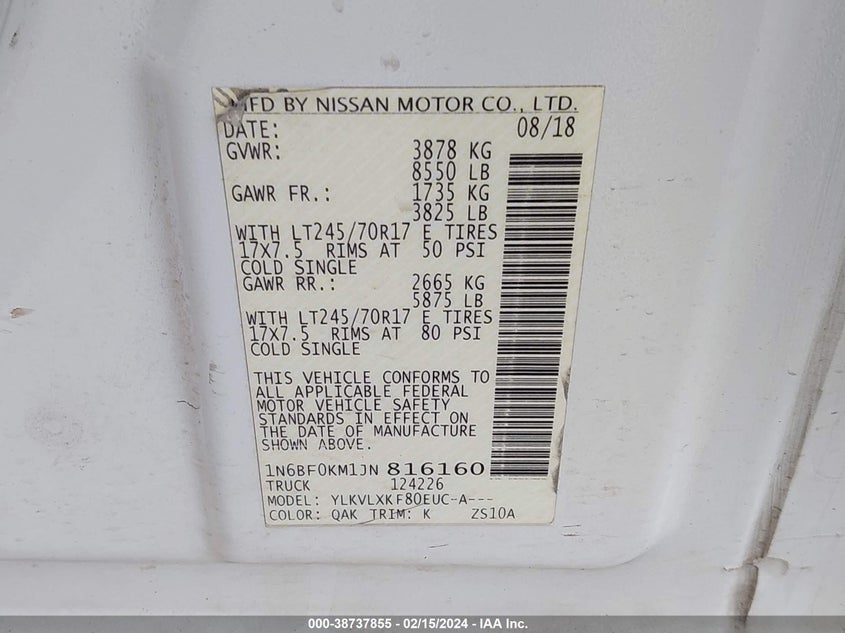 MFD BY NISSAN MOTOR CO., LTD.
DATE: 08/18
GVWR: 3878 KG
8550 LB
GAWR FR.: 1735 KG
3825 LB
WITH LT245/70R17 E TIRES
17X7.5 RIMS AT 50 PSI
COLD SINGLE
GAWR RR.: 2665 KG
5875 LB
WITH LT245/70R17 E TIRES
17X7.5 RIMS AT 80 PSI
COLD SINGLE
THIS VEHICLE CONFORMS TO
ALL APPLICABLE FEDERAL
MOTOR VEHICLE SAFETY
STANDARDS IN EFFECT ON
THE DATE OF MANUFACTURE
SHOWN ABOVE.
1N6BF0KM1JN 816160
TRUCK 124226
MODEL: YLKVLXKF80EUC-A---
COLOR: QAK TRIM: K ZS10A
000-38737855 - 02/15/2024 - IAA Inc.